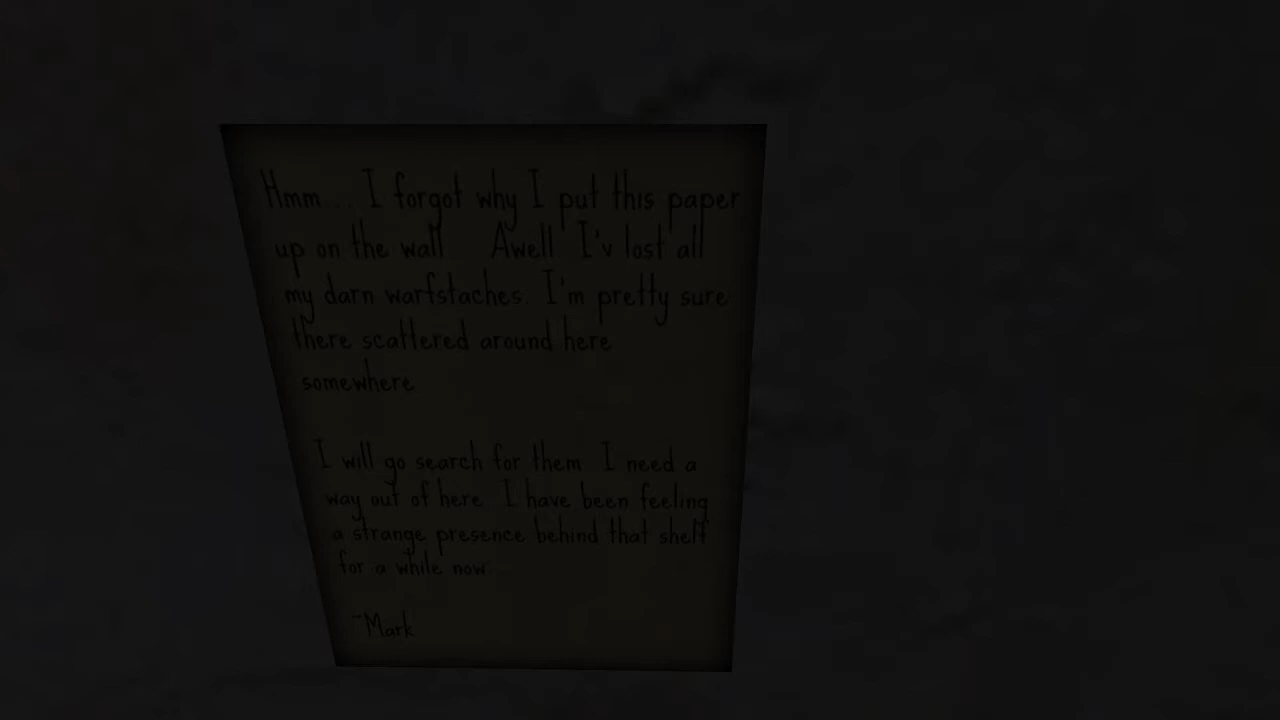 Hmm.... I forgot why I put this paper
up on the wall   Awell  I'v lost all
my darn warfstaches. I'm pretty sure
there scattered around here
somewhere
I will go search for them  I need a
way out of here  I have been feeling
a strange presence behind that shelf
for a while now.
~Mark